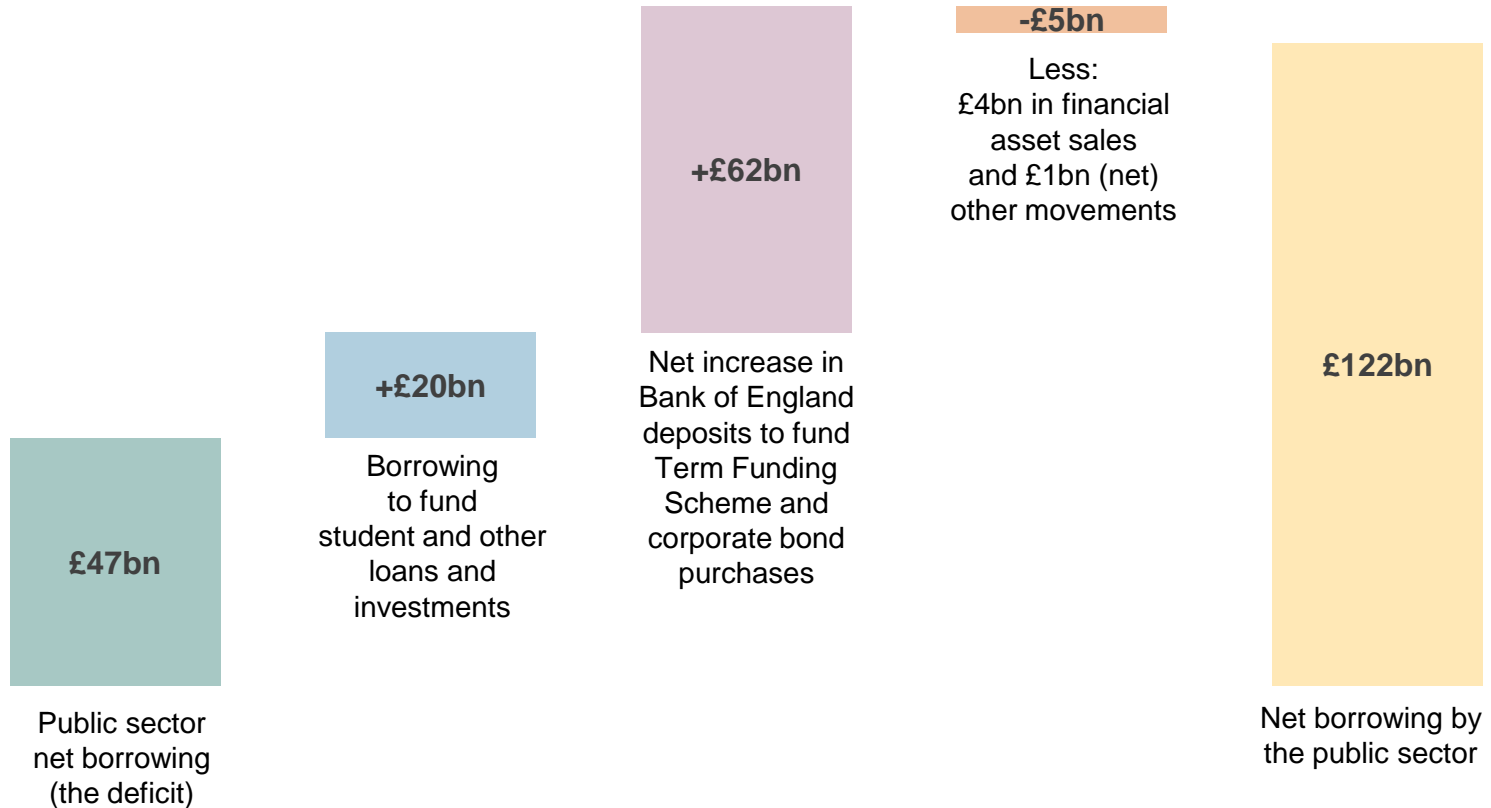 £47bn
Public sector
net borrowing
(the deficit)
+£20bn
Borrowing
to fund
student and other
loans and
investments
+£62bn
Net increase in
Bank of England
deposits to fund
Term Funding
Scheme and
corporate bond
purchases
-£5bn
Less:
£4bn in financial
asset sales
and £1bn (net)
other movements
£122bn
Net borrowing by
the public sector